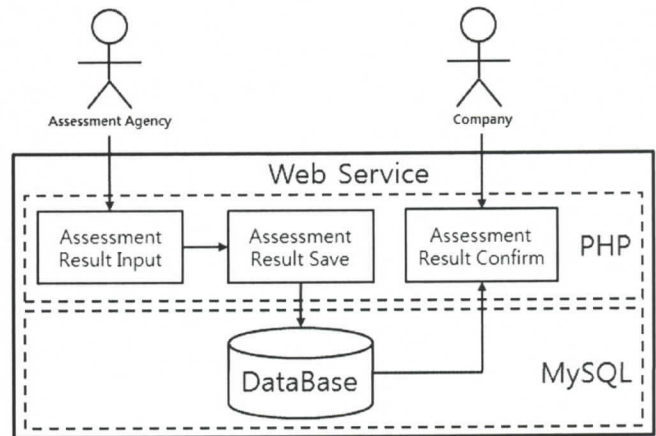 Assessment Agency
Company
Web Service
Assessment
Result Input
Assessment
Result Save
Assessment
Result Confirm
PHP
DataBase
MySQL